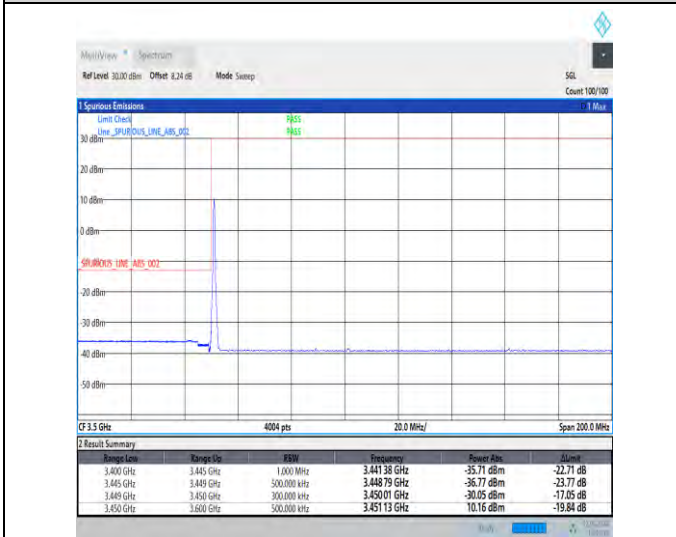 MultiView Spectrum
Ref Level 30.00 dBm Offset 8.24 dB Mode Sweep SGL
Count 100/100
1 Spurious Emissions 1 Max
Limit Check PASS
Line _SPURIOUS_LINE_ABS_002 PASS
30 dBm
20 dBm
10 dBm
0 dBm
_SPURIOUS_LINE_ABS_002
-20 dBm
-30 dBm
-40 dBm
-50 dBm
CF 3.5 GHz 4004 pts 20.0 MHz/ Span 200.0 MHz
2 Result Summary
Range Low Range Up RBW Frequency Power Abs ΔLimit
3.400 GHz 3.445 GHz 1.000 MHz 3.441 38 GHz -35.71 dBm -22.71 dB
3.445 GHz 3.449 GHz 500.000 kHz 3.448 79 GHz -36.77 dBm -23.77 dB
3.449 GHz 3.450 GHz 300.000 kHz 3.450 01 GHz -30.05 dBm -17.05 dB
3.450 GHz 3.600 GHz 500.000 kHz 3.451 13 GHz 10.16 dBm -19.84 dB